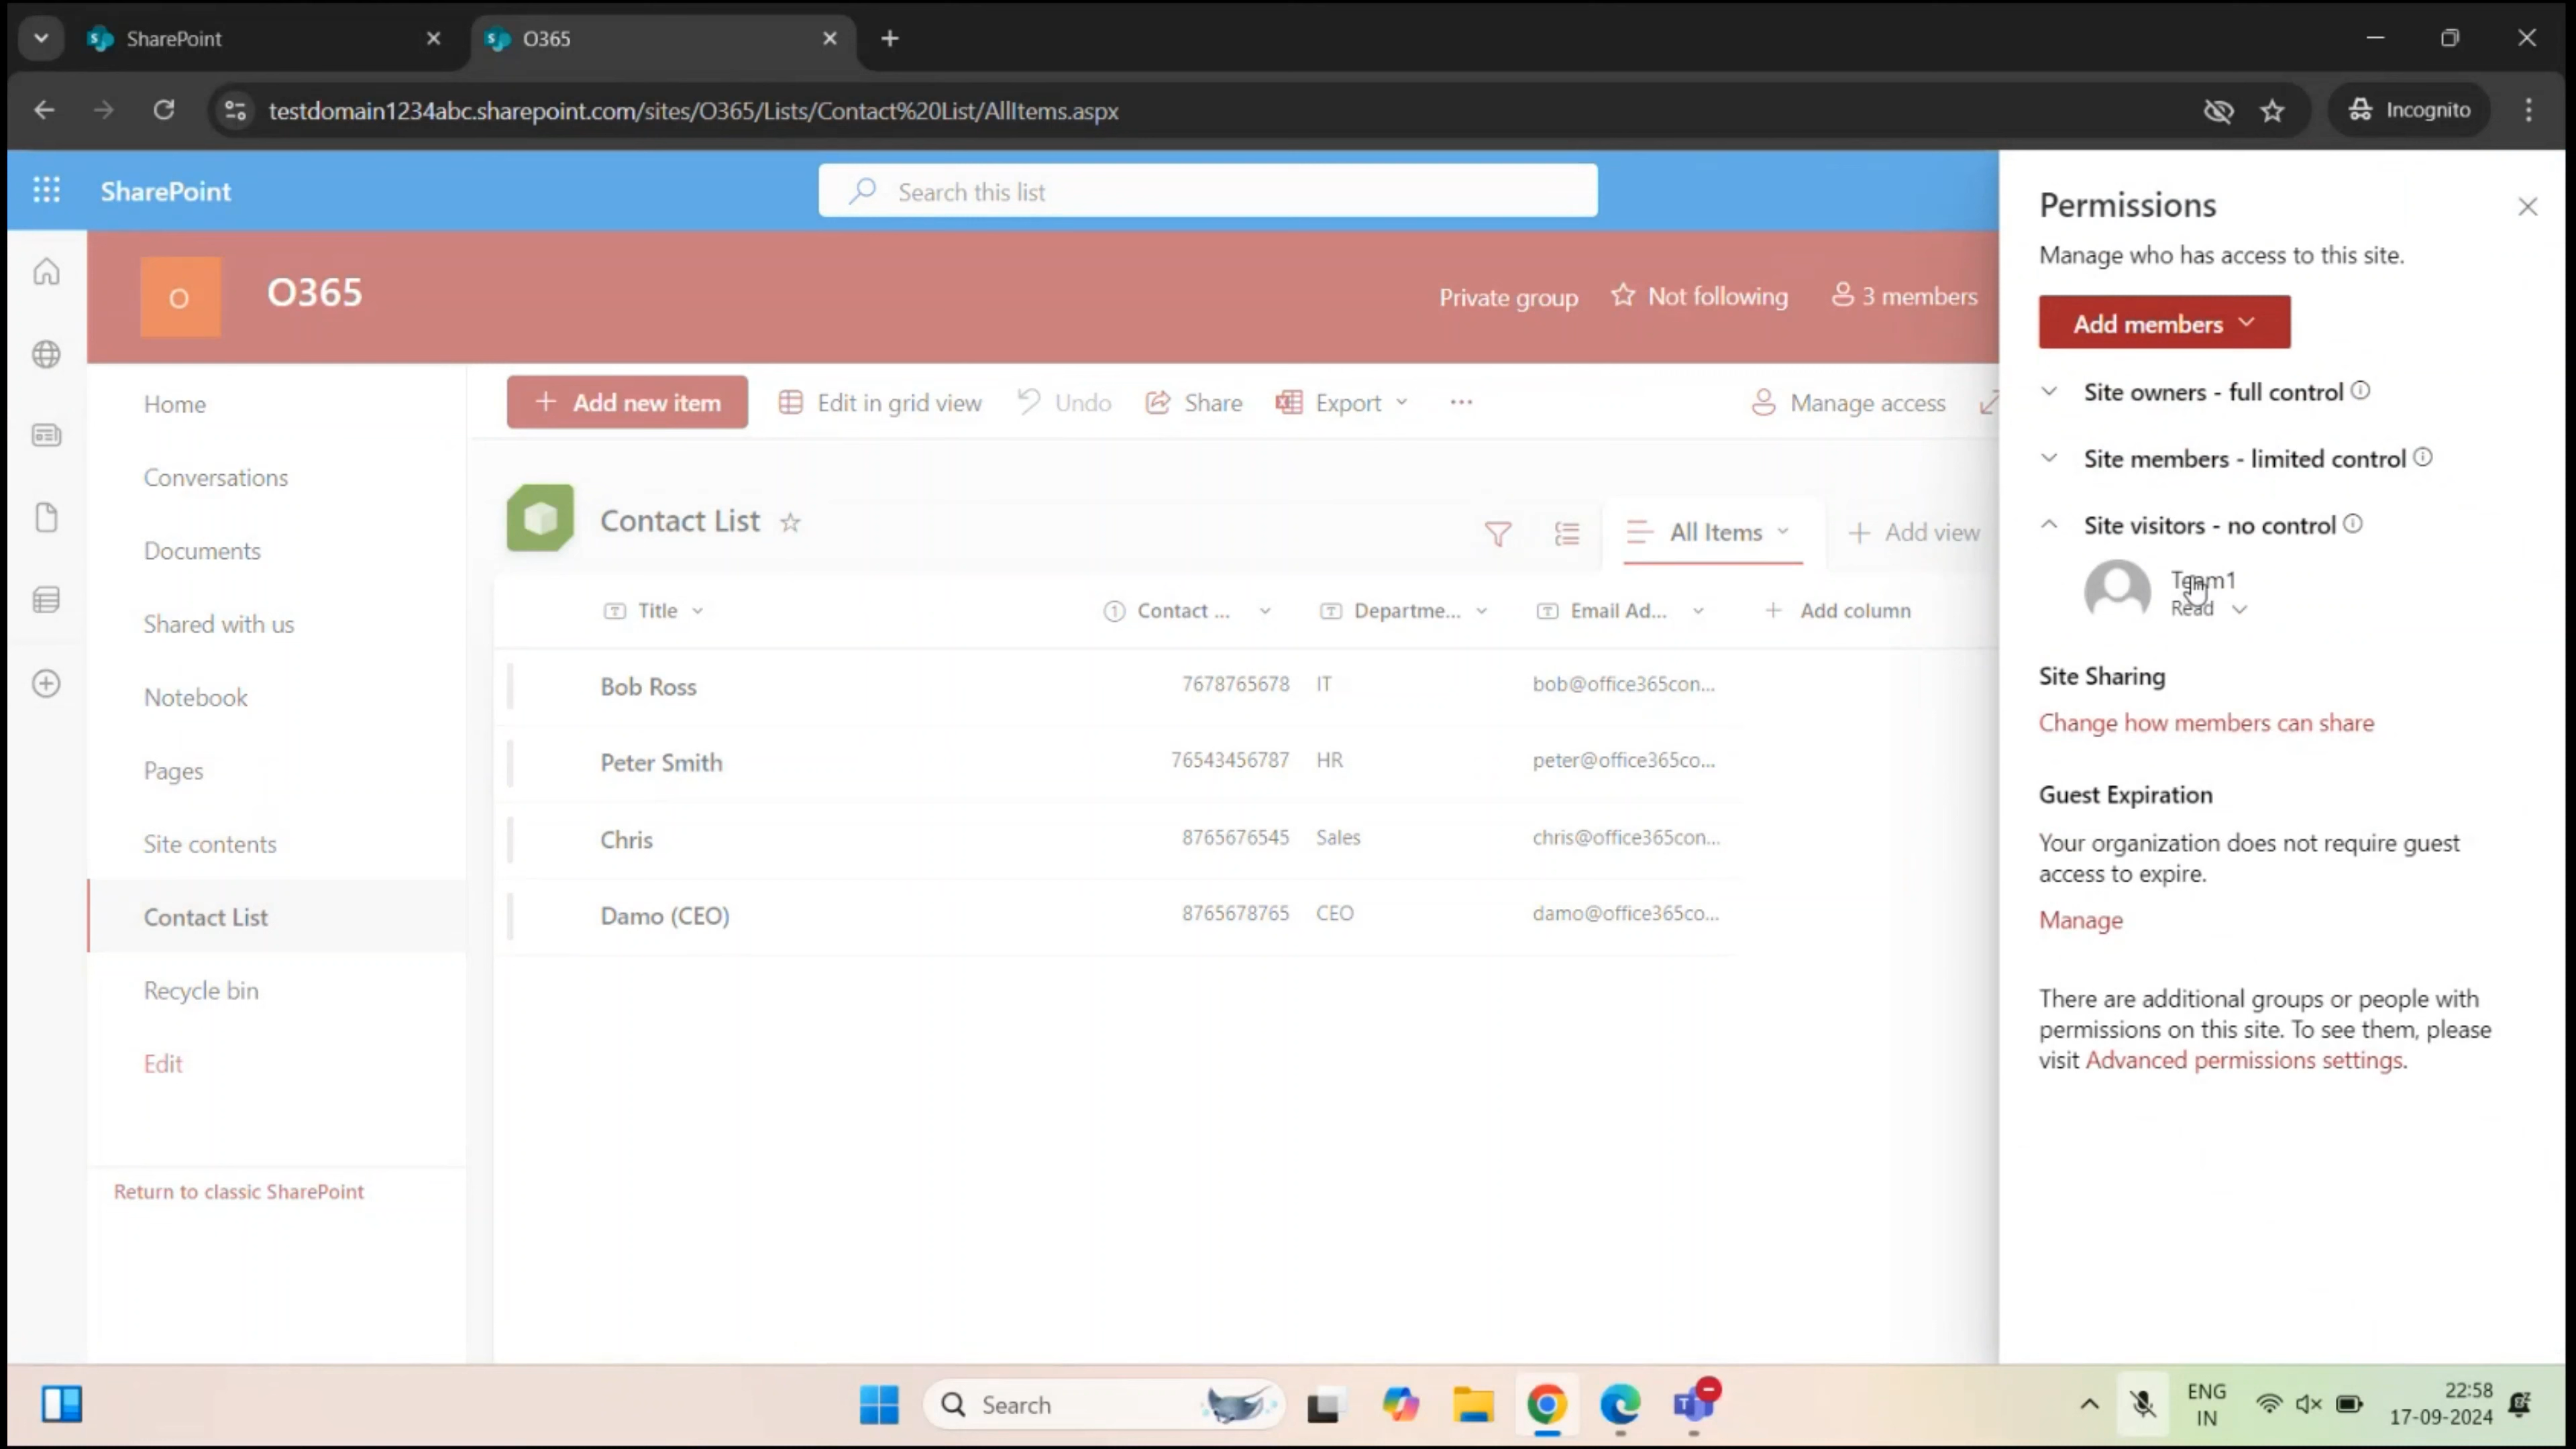 SharePoint
O365
testdomain1234abc.sharepoint.com/sites/O365/Lists/Contact%20List/AllItems.aspx
Incognito
SharePoint
Search this list
O
O365
Private group
Not following
3 members
Home
Conversations
Documents
Shared with us
Notebook
Pages
Site contents
Contact List
Recycle bin
Edit
Return to classic SharePoint
Add new item
Edit in grid view
Undo
Share
Export
Manage access
Contact List
All Items
Add view
Title
Contact ...
Departme...
Email Ad...
Add column
Bob Ross 7678765678 IT bob@office365con...
Peter Smith 76543456787 HR peter@office365co...
Chris 8765676545 Sales chris@office365con...
Damo (CEO) 8765678765 CEO damo@office365co...
Permissions
Manage who has access to this site.
Add members
Site owners - full control
Site members - limited control
Site visitors - no control
Team1
Read
Site Sharing
Change how members can share
Guest Expiration
Your organization does not require guest
access to expire.
Manage
There are additional groups or people with
permissions on this site. To see them, please
visit Advanced permissions settings.
Search
ENG
IN
22:58
17-09-2024